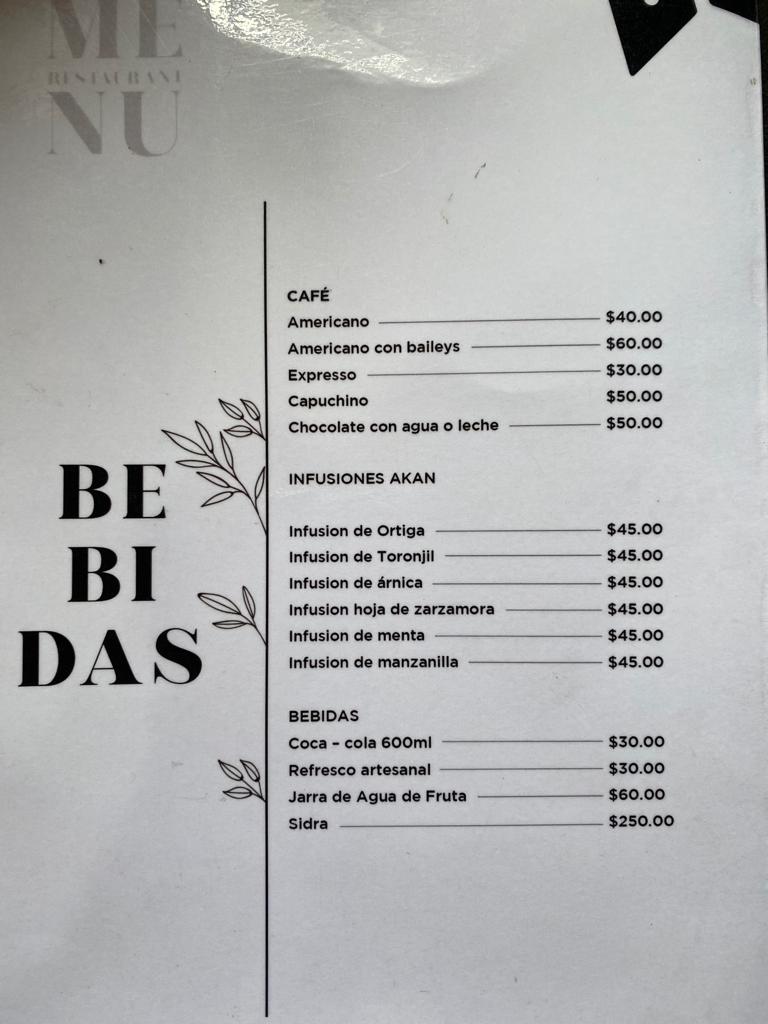 ME
RESTAURANT
NU
BE
BI
DAS
CAFÉ
Americano $40.00
Americano con baileys $60.00
Expresso $30.00
Capuchino $50.00
Chocolate con agua o leche $50.00
INFUSIONES AKAN
Infusion de Ortiga $45.00
Infusion de Toronjil $45.00
Infusion de árnica $45.00
Infusion hoja de zarzamora $45.00
Infusion de menta $45.00
Infusion de manzanilla $45.00
BEBIDAS
Coca – cola 600ml $30.00
Refresco artesanal $30.00
Jarra de Agua de Fruta $60.00
Sidra $250.00